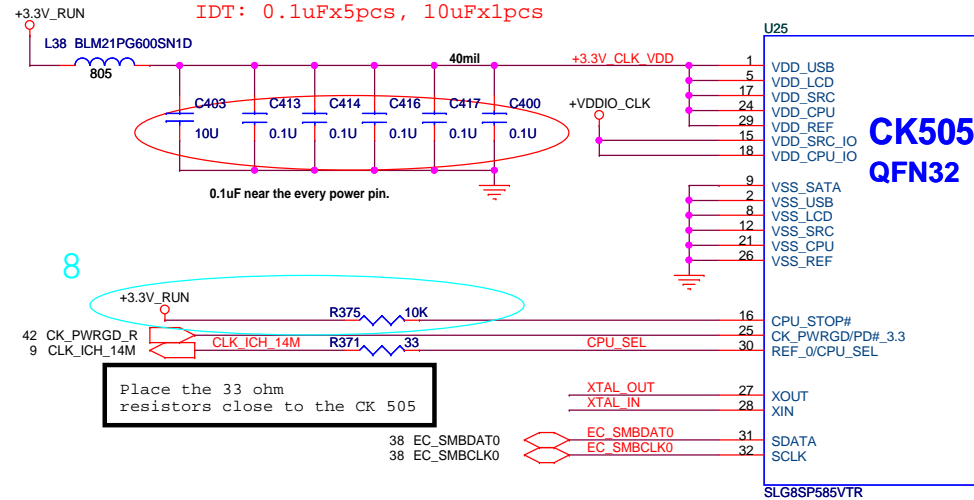 +3.3V_RUN
IDT: 0.1uFx5pcs, 10uFx1pcs
L38 BLM21PG600SN1D
805
40mil
+3.3V_CLK_VDD
C403
10U
C413
0.1U
C414
0.1U
C416
0.1U
C417
0.1U
C400
0.1U
0.1uF near the every power pin.
+VDDIO_CLK
U25
1 VDD_USB
5 VDD_LCD
17 VDD_SRC
24 VDD_CPU
29 VDD_REF
15 VDD_SRC_IO
18 VDD_CPU_IO
CK505
QFN32
9 VSS_SATA
2 VSS_USB
8 VSS_LCD
12 VSS_SRC
21 VSS_CPU
26 VSS_REF
8
+3.3V_RUN
R375 10K
16 CPU_STOP#
42 CK_PWRGD_R
25 CK_PWRGD/PD#_3.3
9 CLK_ICH_14M
CLK_ICH_14M
R371 33
CPU_SEL
30 REF_0/CPU_SEL
Place the 33 ohm
resistors close to the CK 505
XTAL_OUT
27 XOUT
XTAL_IN
28 XIN
38 EC_SMBDAT0
EC_SMBDAT0
31 SDATA
38 EC_SMBCLK0
EC_SMBCLK0
32 SCLK
SLG8SP585VTR